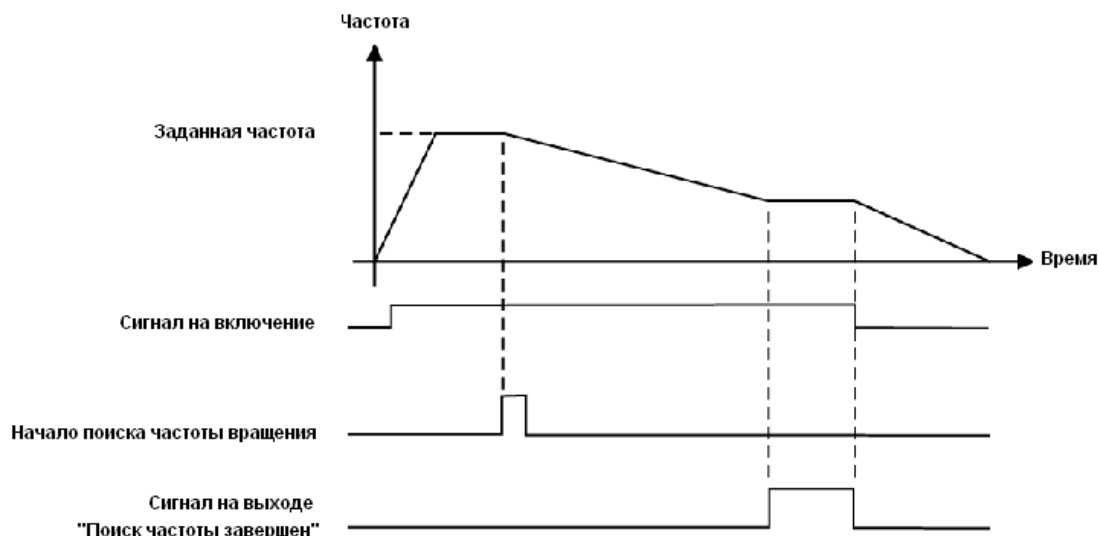 Частота
Заданная частота
Время
Сигнал на включение
Начало поиска частоты вращения
Сигнал на выходе
"Поиск частоты завершен"